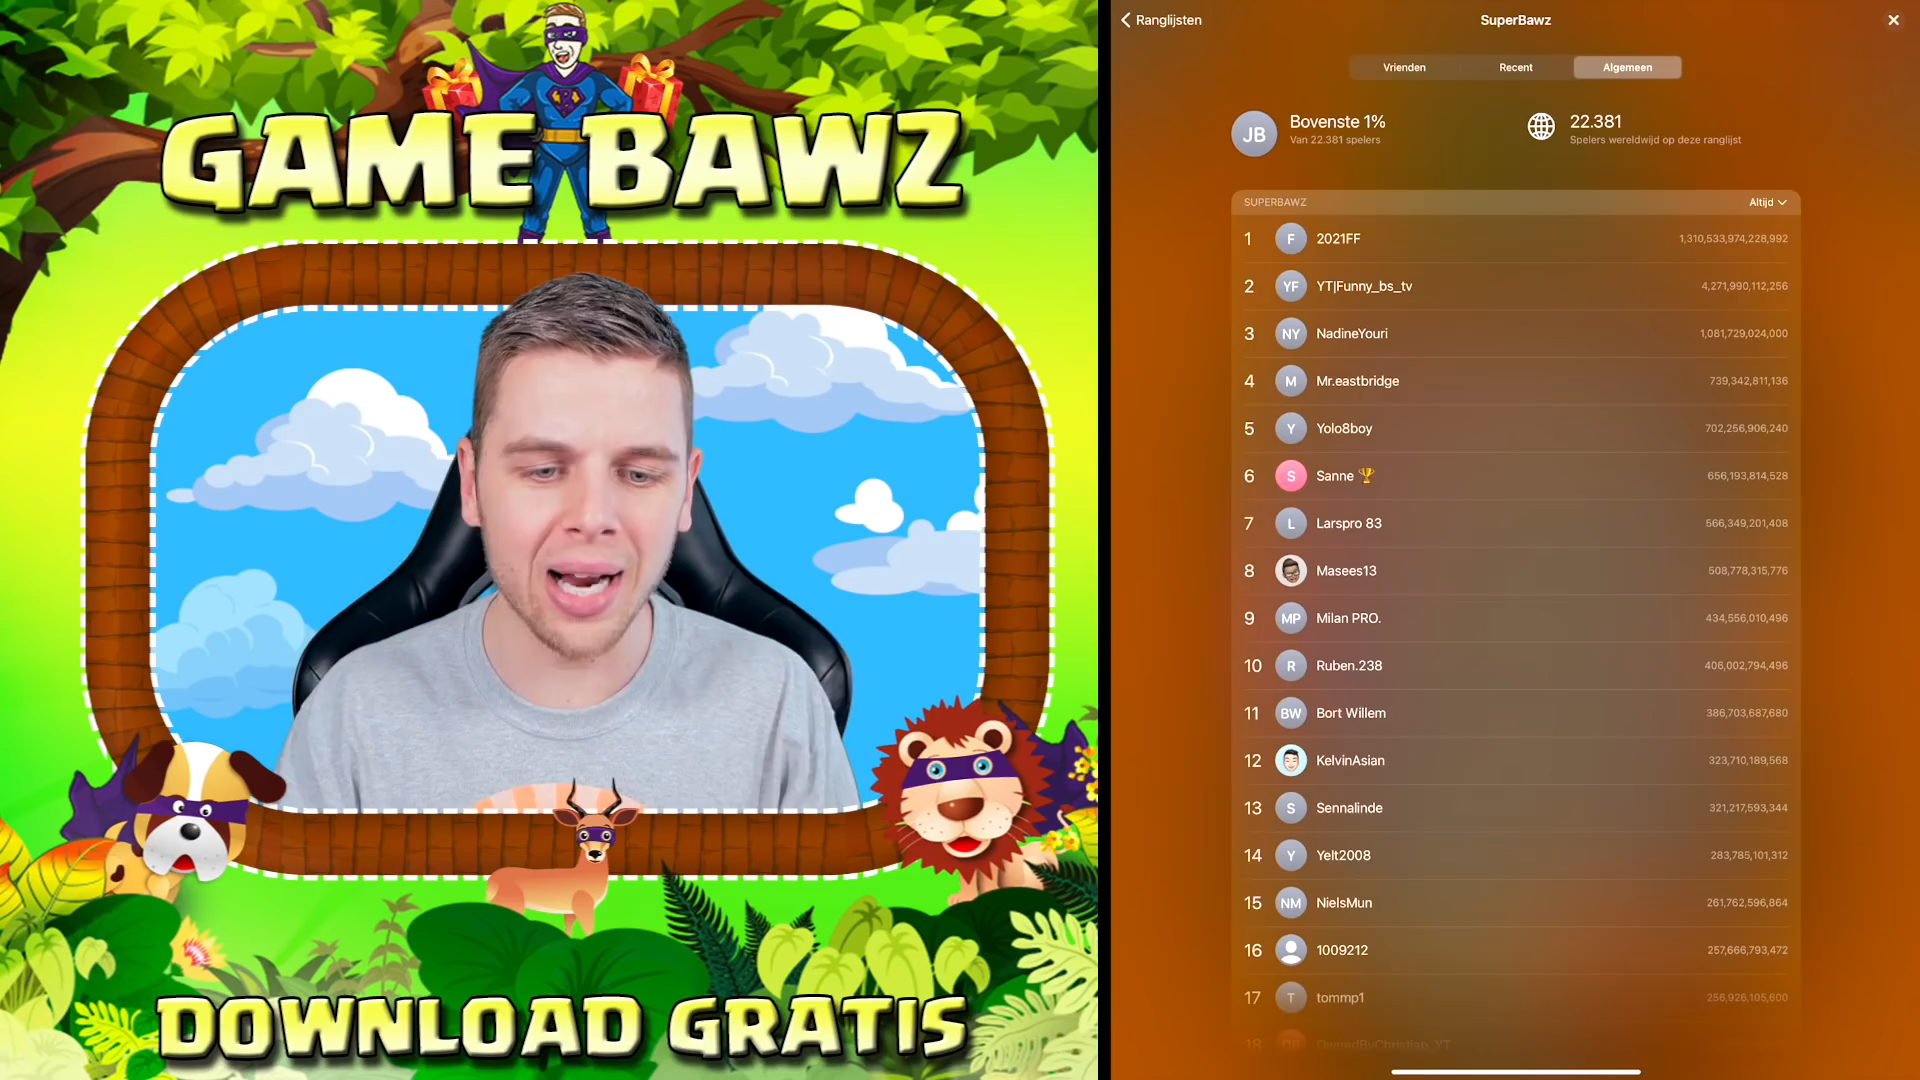 GAME BAWZ
DOWNLOAD GRATIS
Ranglijsten
SuperBawz
Vrienden
Recent
Algemeen
JB
Bovenste 1%
Van 22.381 spelers
22.381
Spelers wereldwijd op deze ranglijst
SUPERBAWZ
Altijd
1 F 2021FF 1,310,533,974,228,992
2 YF YT|Funny_bs_tv 4,271,990,112,256
3 NY NadineYouri 1,081,729,024,000
4 M Mr.eastbridge 739,342,811,136
5 Y Yolo8boy 702,256,906,240
6 S Sanne 🏆 656,193,814,528
7 L Larspro 83 566,349,201,408
8 Masees13 508,778,315,776
9 MP Milan PRO. 434,556,010,496
10 R Ruben.238 406,002,794,496
11 BW Bort Willem 386,703,687,680
12 KelvinAsian 323,710,189,568
13 S Sennalinde 321,217,593,344
14 Y Yelt2008 283,785,101,312
15 NM NielsMun 261,762,596,864
16 1009212 257,666,793,472
17 T tommp1 256,926,105,600
18 OwnedByChristian_YT